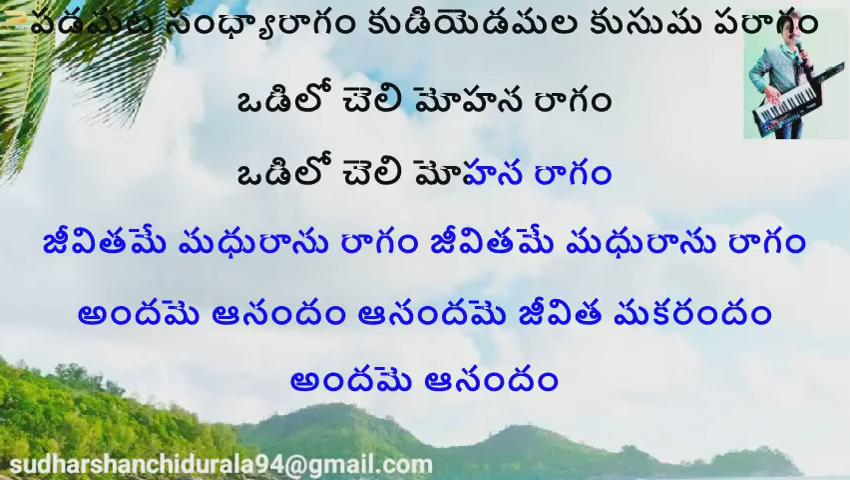 పడమట సంధ్యారాగం కుడియెడమల కుసుమ పరాగం
ఒడిలో చెలి మోహన రాగం
ఒడిలో చెలి మోహన రాగం
జీవితమే మధురాను రాగం జీవితమే మధురాను రాగం
అందమె ఆనందం ఆనందమె జీవిత మకరందం
అందమె ఆనందం
sudharshanchidurala94@gmail.com